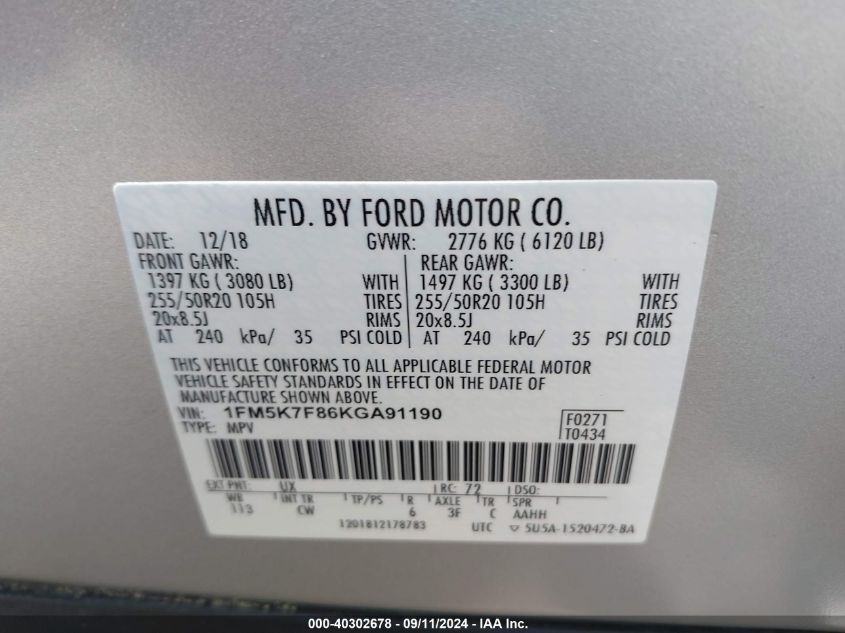 MFD. BY FORD MOTOR CO.
DATE: 12/18 GVWR: 2776 KG ( 6120 LB)
FRONT GAWR: REAR GAWR:
1397 KG ( 3080 LB) WITH 1497 KG ( 3300 LB) WITH
255/50R20 105H TIRES 255/50R20 105H TIRES
20x8.5J RIMS 20x8.5J RIMS
AT 240 kPa/ 35 PSI COLD AT 240 kPa/ 35 PSI COLD
THIS VEHICLE CONFORMS TO ALL APPLICABLE FEDERAL MOTOR
VEHICLE SAFETY STANDARDS IN EFFECT ON THE DATE OF
MANUFACTURE SHOWN ABOVE.
VIN: 1FM5K7F86KGA91190 F0271
TYPE: MPV T0434
EXT PNT: UX RC: 72 DSO:
WB INT TR TP/PS R AXLE TR SPR
113 CW 6 3F C AAHH
1201812178783 UTC ▽ 5U5A-1520472-BA
000-40302678 - 09/11/2024 - IAA Inc.